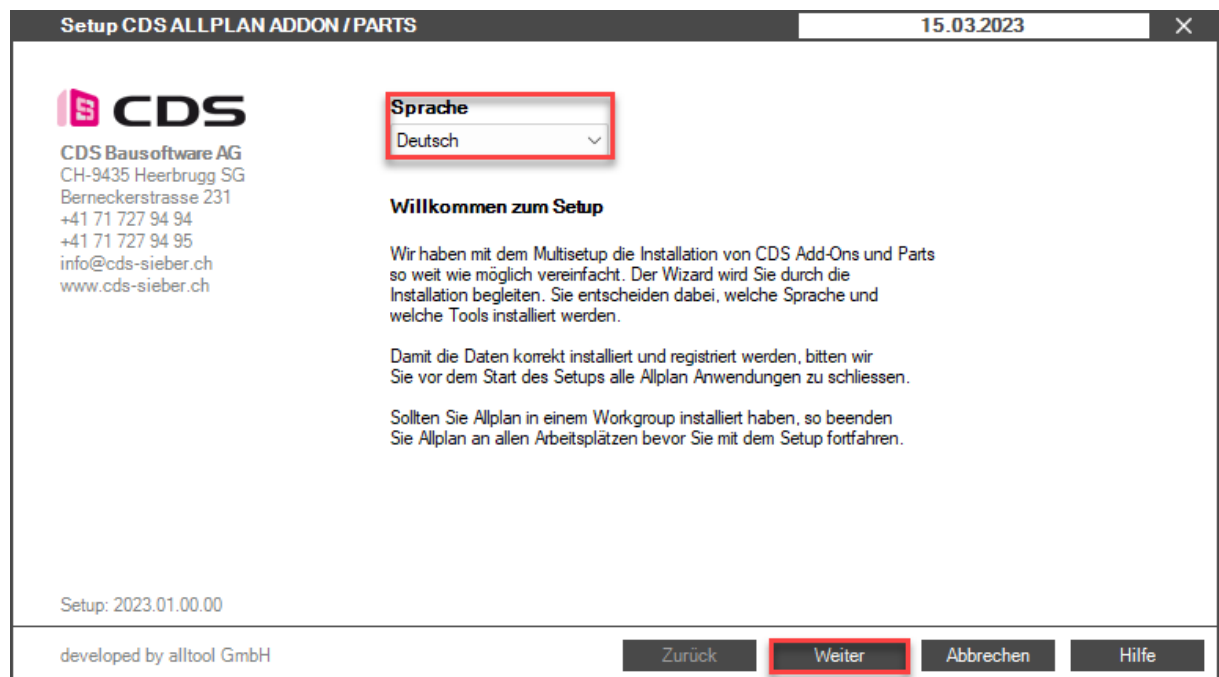 Setup CDS ALLPLAN ADDON / PARTS
15.03.2023
CDS
CDS Bausoftware AG
CH-9435 Heerbrugg SG
Berneckerstrasse 231
+41 71 727 94 94
+41 71 727 94 95
info@cds-sieber.ch
www.cds-sieber.ch
Sprache
Deutsch
Willkommen zum Setup
Wir haben mit dem Multisetup die Installation von CDS Add-Ons und Parts
so weit wie möglich vereinfacht. Der Wizard wird Sie durch die
Installation begleiten. Sie entscheiden dabei, welche Sprache und
welche Tools installiert werden.
Damit die Daten korrekt installiert und registriert werden, bitten wir
Sie vor dem Start des Setups alle Allplan Anwendungen zu schliessen.
Sollten Sie Allplan in einem Workgroup installiert haben, so beenden
Sie Allplan an allen Arbeitsplätzen bevor Sie mit dem Setup fortfahren.
Setup: 2023.01.00.00
developed by alltool GmbH
Zurück
Weiter
Abbrechen
Hilfe